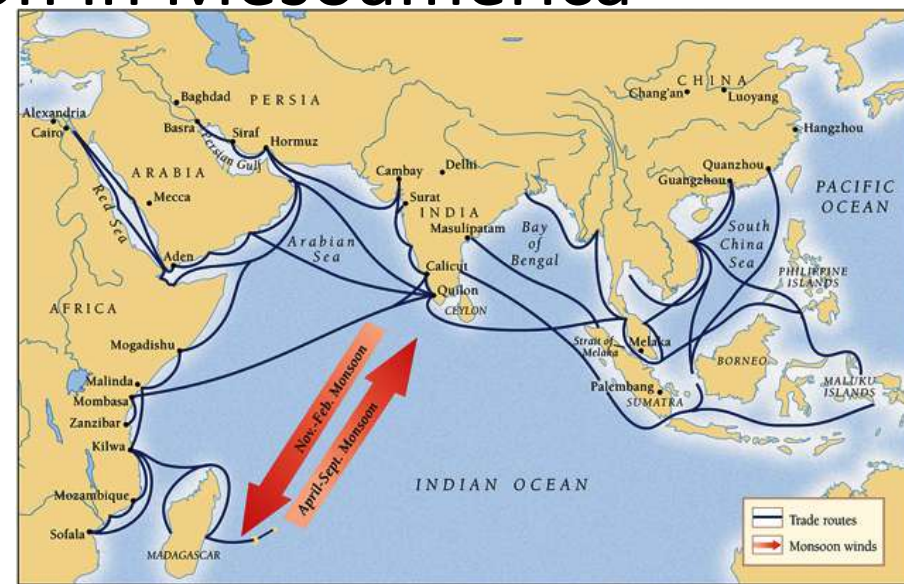 on in Mesoamerica
Alexandria
Cairo
Baghdad
PERSIA
Basra
Siraf
Hormuz
Persian Gulf
ARABIA
Mecca
Red Sea
Aden
Arabian
Sea
AFRICA
Mogadishu
Malinda
Mombasa
Zanzibar
Kilwa
Mozambique
Sofala
MADAGASCAR
Cambay
Delhi
Surat
INDIA
Masulipatam
Calicut
Quilon
CEYLON
Bay
of
Bengal
CHINA
Chang'an
Luoyang
Hangzhou
Quanzhou
Guangzhou
PACIFIC
OCEAN
South
China
Sea
PHILIPPINE
ISLANDS
Strait of
Melaka
Melaka
BORNEO
Palembang
SUMATRA
MALUKU
ISLANDS
Nov.-Feb. Monsoon
April-Sept. Monsoon
INDIAN OCEAN
Trade routes
Monsoon winds